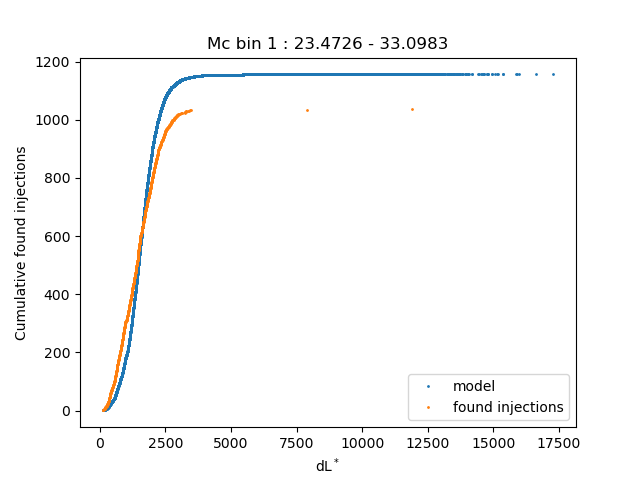 Mc bin 1 : 23.4726 - 33.0983
1200
1000
800
600
400
200
0
Cumulative found injections
model
found injections
0 2500 5000 7500 10000 12500 15000 17500
dL*